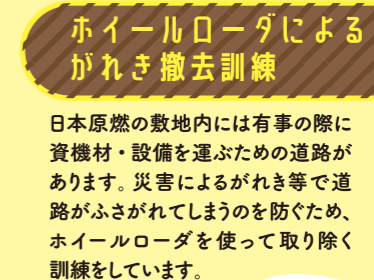 ホイールローダによる
がれき撤去訓練
日本原燃の敷地内には有事の際に
資機材・設備を運ぶための道路が
あります。災害によるがれき等で道
路がふさがれてしまうのを防ぐため、
ホイールローダを使って取り除く
訓練をしています。